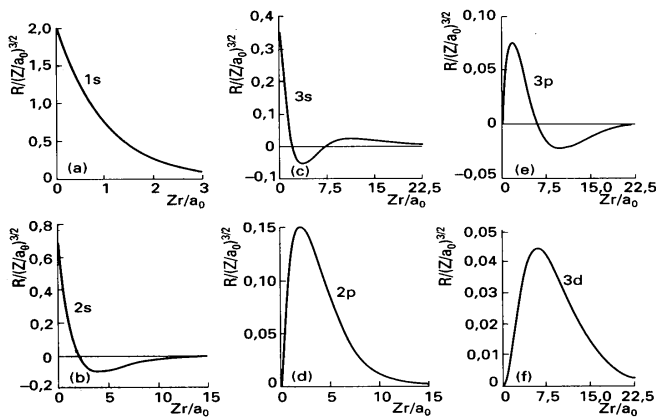 R/(Z/a₀)^3/2
2,0
1,5
1,0
0,5
0
1s
(a)
0 1 2 3
Zr/a₀
R/(Z/a₀)^3/2
0,4
0,3
0,2
0,1
0
−0,1
3s
(c)
0 7,5 15 22,5
Zr/a₀
R/(Z/a₀)^3/2
0,10
0,05
0
−0,05
3p
(e)
0 7,5 15,0 22,5
Zr/a₀
R/(Z/a₀)^3/2
0,8
0,6
0,4
0,2
0
−0,2
2s
(b)
0 5 10 15
Zr/a₀
R/(Z/a₀)^3/2
0,15
0,10
0,05
0
2p
(d)
0 5 10 15
Zr/a₀
R/(Z/a₀)^3/2
0,05
0,04
0,03
0,02
0,01
0
3d
(f)
0 7,5 15,0 22,5
Zr/a₀